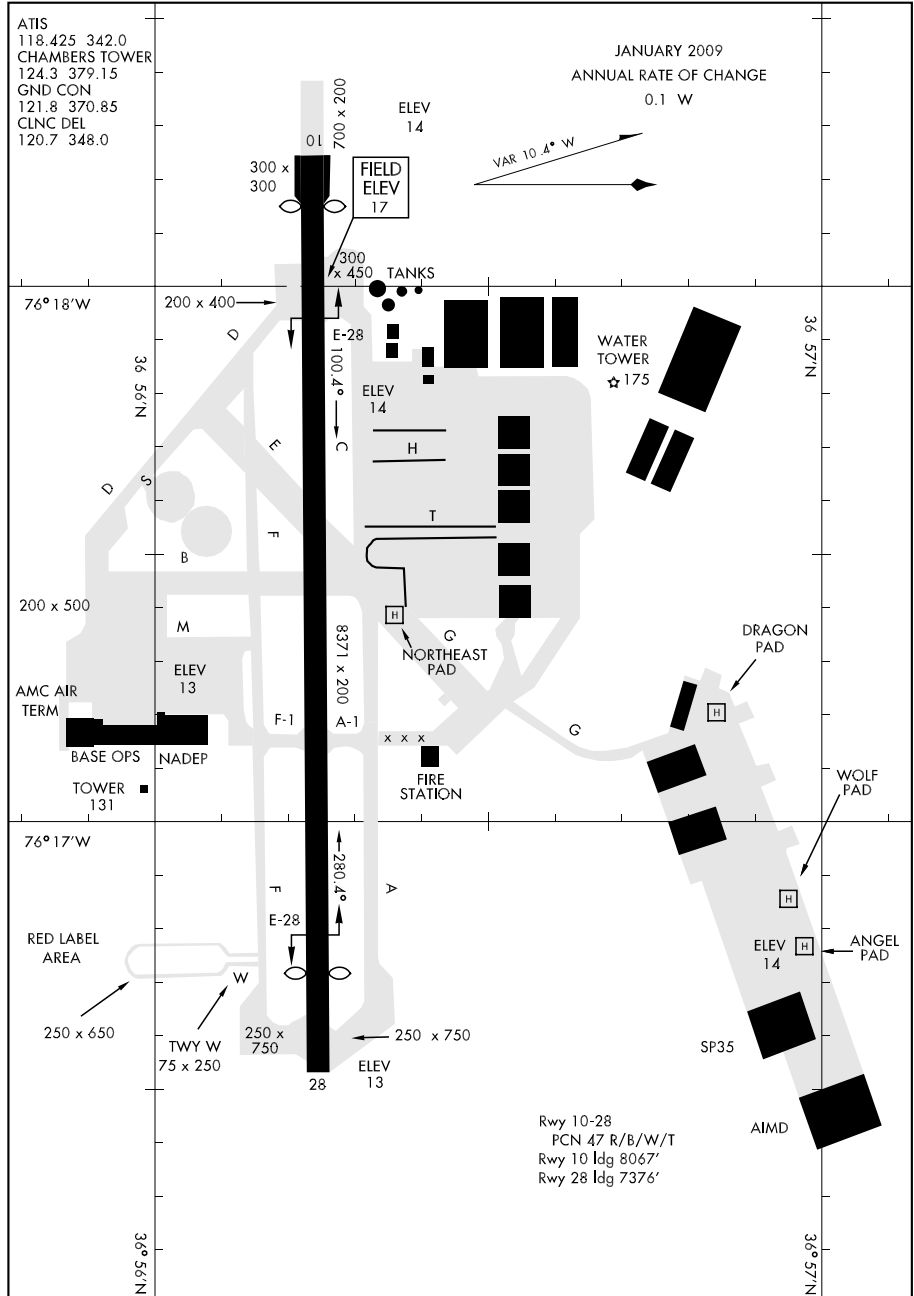 ATIS
118.425 342.0
CHAMBERS TOWER
124.3 379.15
GND CON
121.8 370.85
CLNC DEL
120.7 348.0
JANUARY 2009
ANNUAL RATE OF CHANGE
0.1 W
VAR 10.4° W
ELEV
14
10
700 x 200
300 x
300
FIELD
ELEV
17
300
x 450
TANKS
76° 18'W
200 x 400
E-28
D
100.4°
C
WATER
TOWER
175
36 57'N
36 56'N
ELEV
14
E
H
D
S
F
T
B
200 x 500
M
H
NORTHEAST
PAD
G
8371 x 200
DRAGON
PAD
H
ELEV
13
AMC AIR
TERM
F-1
A-1
x x x
G
BASE OPS
NADEP
FIRE
STATION
TOWER
131
WOLF
PAD
76° 17'W
280.4°
F
A
H
E-28
RED LABEL
AREA
W
H
ELEV
14
ANGEL
PAD
250 x 650
TWY W
75 x 250
250 x
750
250 x 750
SP35
ELEV
13
28
AIMD
Rwy 10-28
PCN 47 R/B/W/T
Rwy 10 ldg 8067'
Rwy 28 ldg 7376'
36° 56'N
36° 57'N